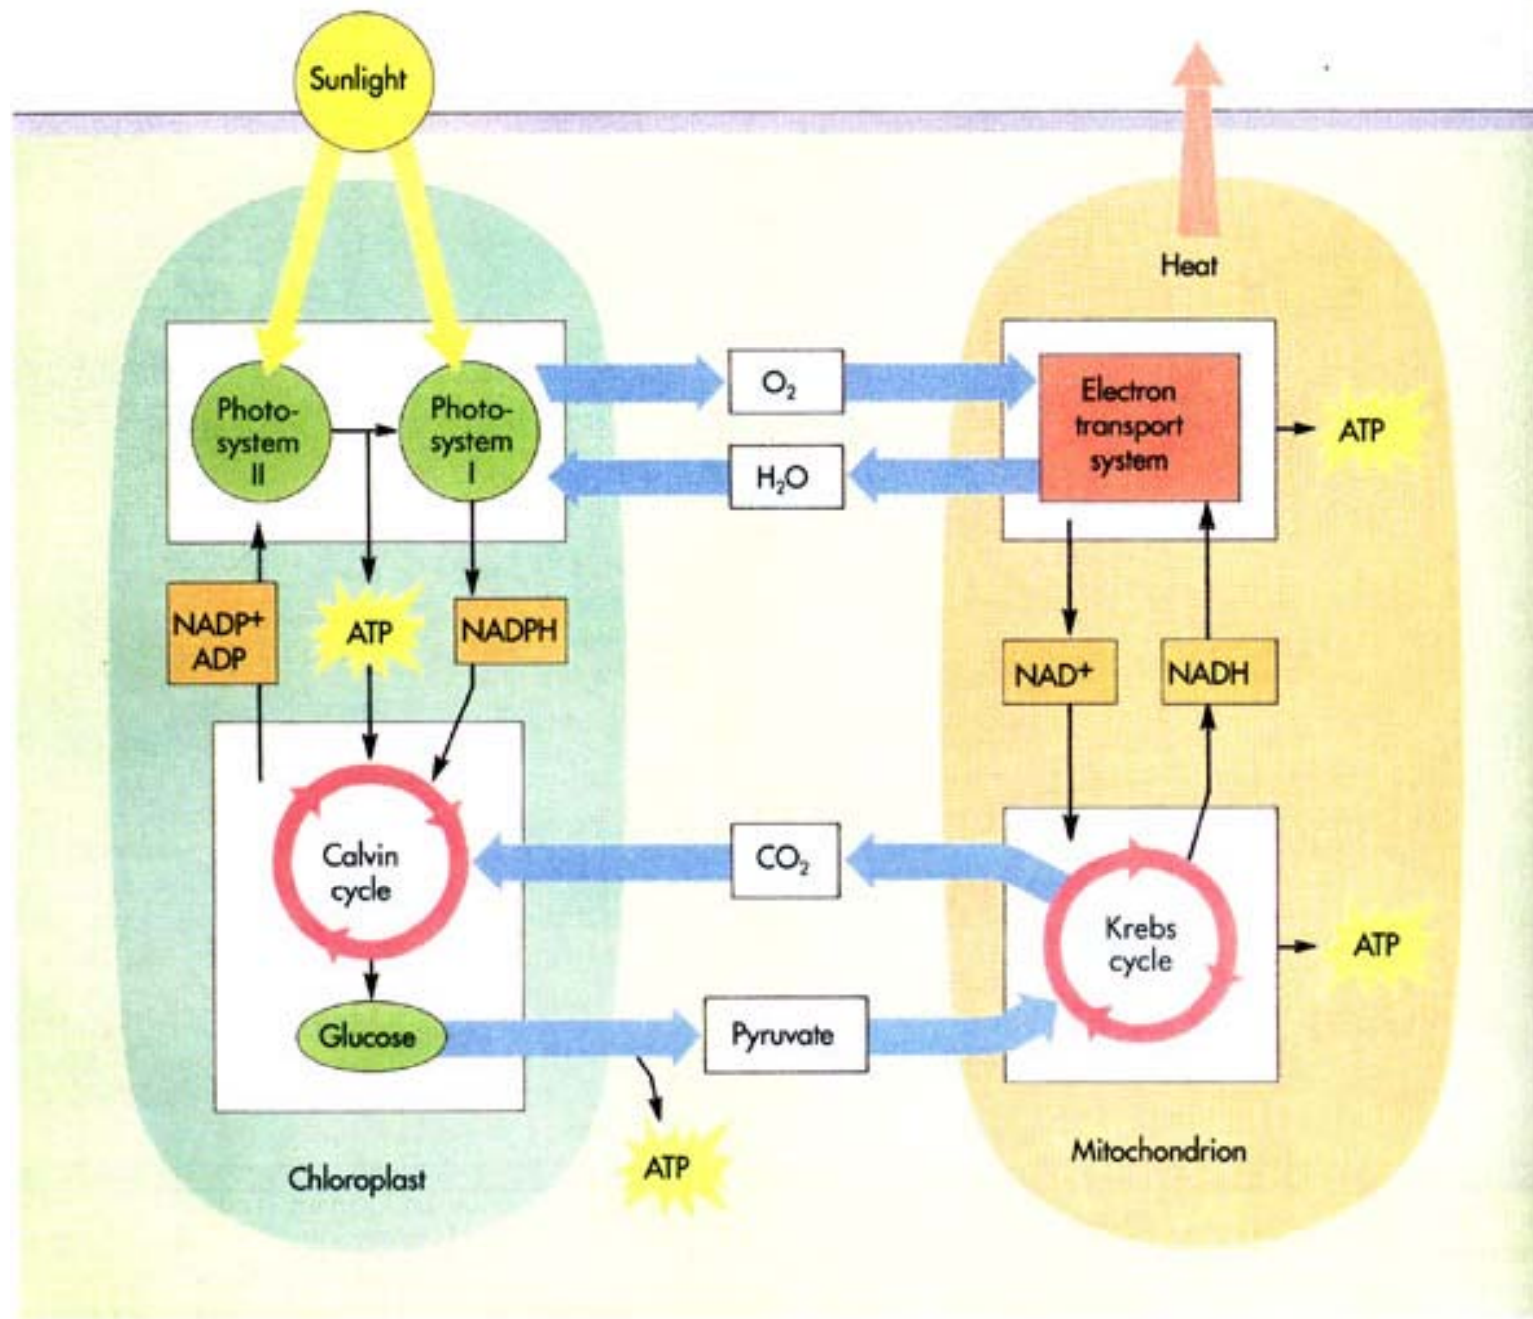 Sunlight
Heat
Photo-
system
II
Photo-
system
I
O₂
H₂O
Electron
transport
system
ATP
NADP⁺
ADP
ATP
NADPH
NAD⁺
NADH
Calvin
cycle
CO₂
Krebs
cycle
ATP
Glucose
Pyruvate
ATP
Chloroplast
Mitochondrion